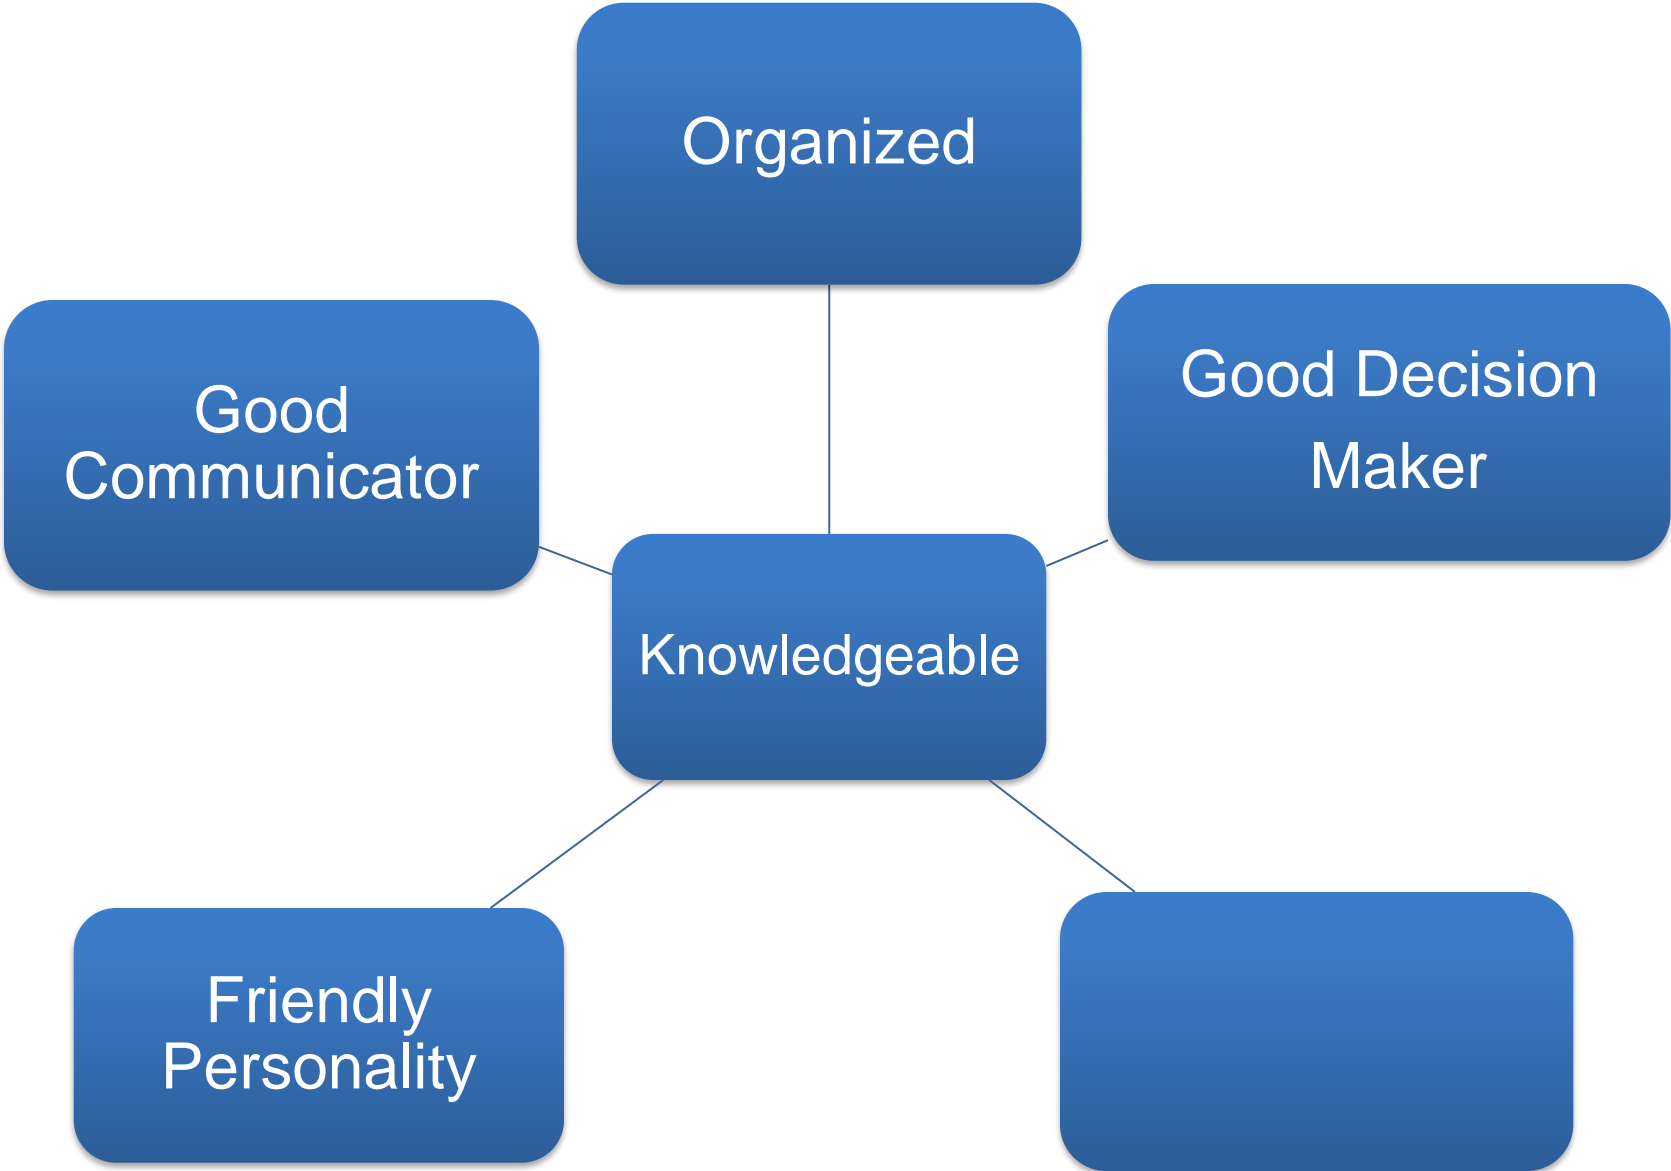 Organized
Good
Communicator
Good Decision
Maker
Knowledgeable
Friendly
Personality